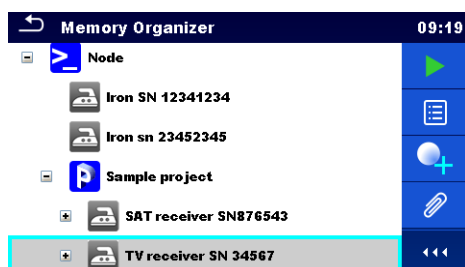 Memory Organizer 09:19
Node
Iron SN 12341234
Iron sn 23452345
Sample project
SAT receiver SN876543
TV receiver SN 34567